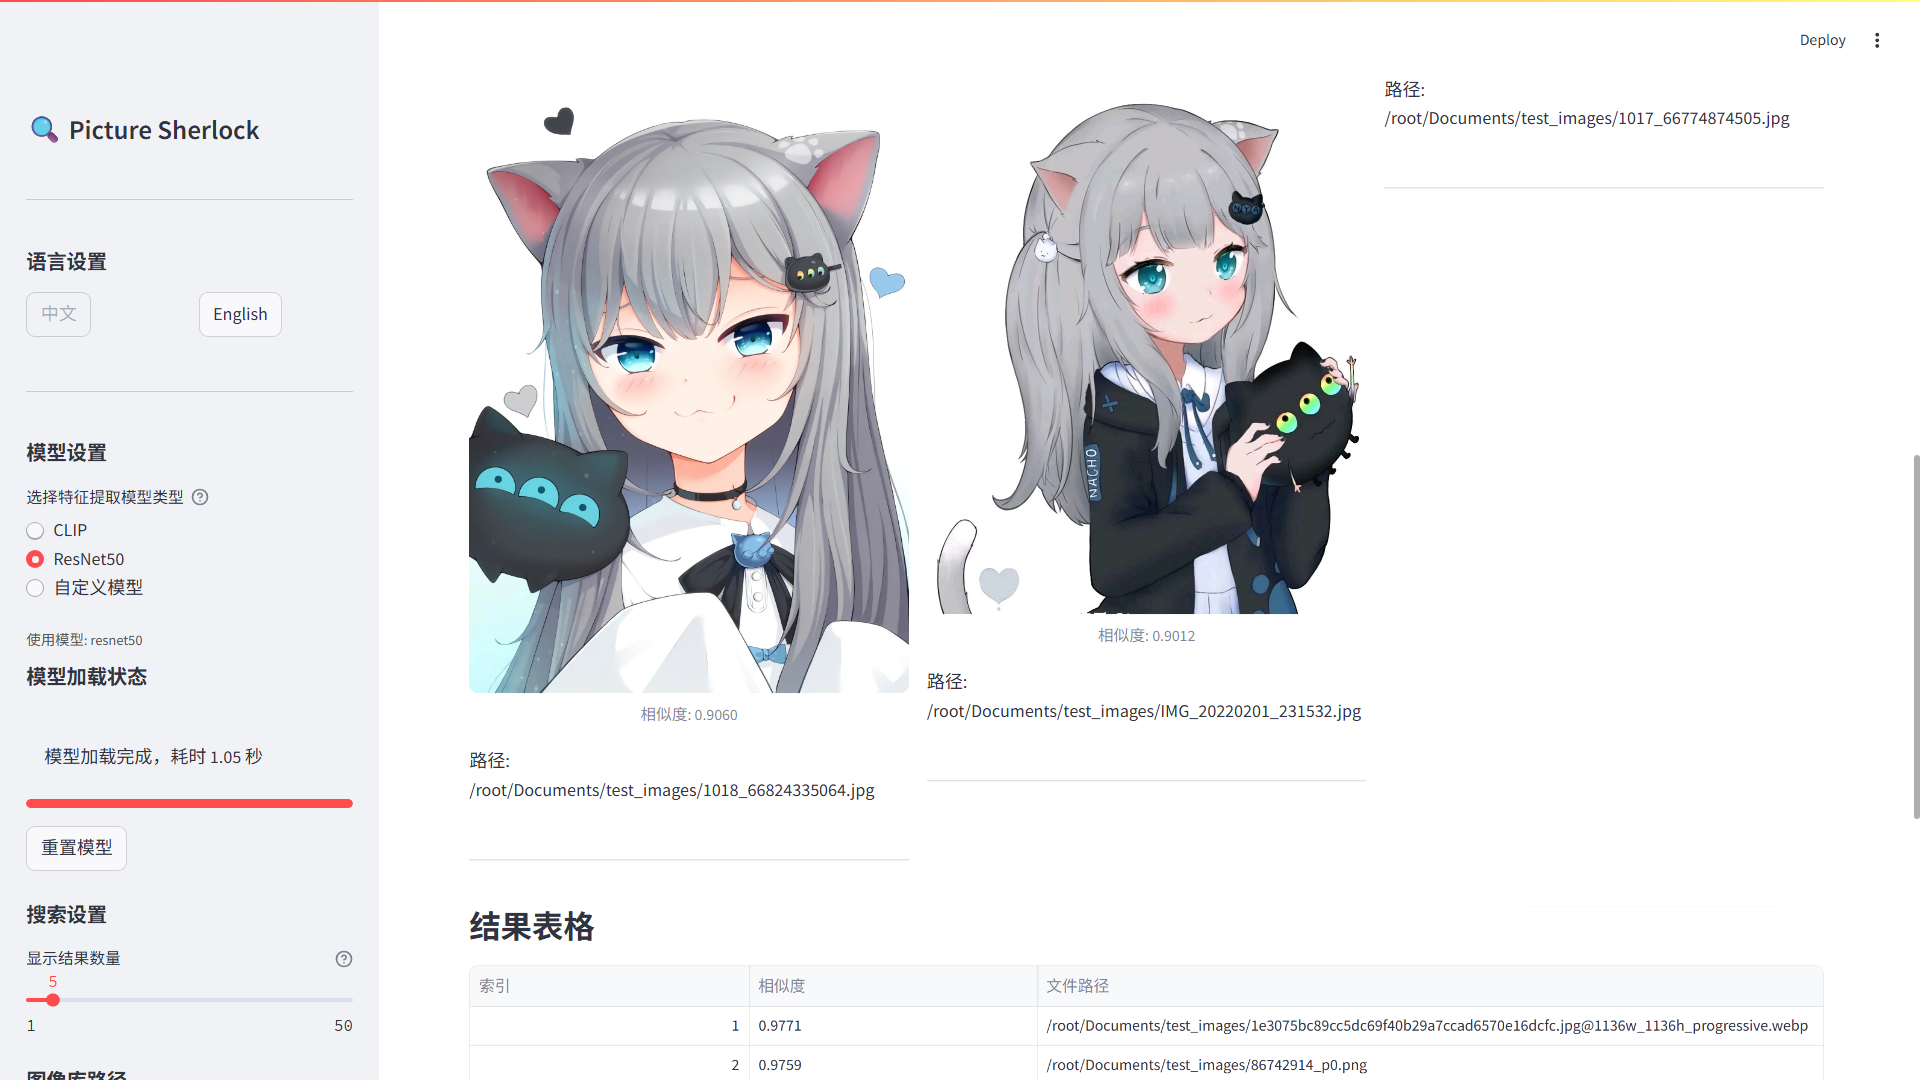 Deploy
Picture Sherlock
语言设置
中文
English
模型设置
选择特征提取模型类型
CLIP
ResNet50
自定义模型
使用模型: resnet50
模型加载状态
模型加载完成，耗时 1.05 秒
重置模型
搜索设置
显示结果数量
5
1
50
图像库路径
NYA
NACHO
相似度: 0.9060
路径:
/root/Documents/test_images/1018_66824335064.jpg
相似度: 0.9012
路径:
/root/Documents/test_images/IMG_20220201_231532.jpg
路径:
/root/Documents/test_images/1017_66774874505.jpg
结果表格
索引 相似度 文件路径
1 0.9771 /root/Documents/test_images/1e3075bc89cc5dc69f40b29a7ccad6570e16dcfc.jpg@1136w_1136h_progressive.webp
2 0.9759 /root/Documents/test_images/86742914_p0.png